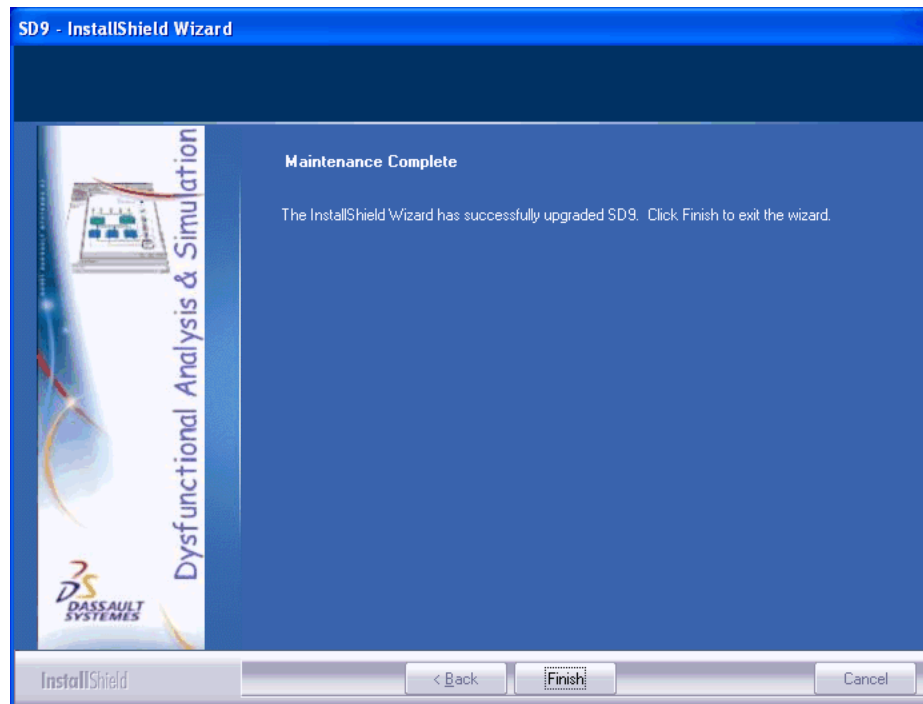 SD9 - InstallShield Wizard
Dysfunctional Analysis & Simulation
DASSAULT
SYSTEMES
Maintenance Complete
The InstallShield Wizard has successfully upgraded SD9. Click Finish to exit the wizard.
InstallShield
< Back
Finish
Cancel